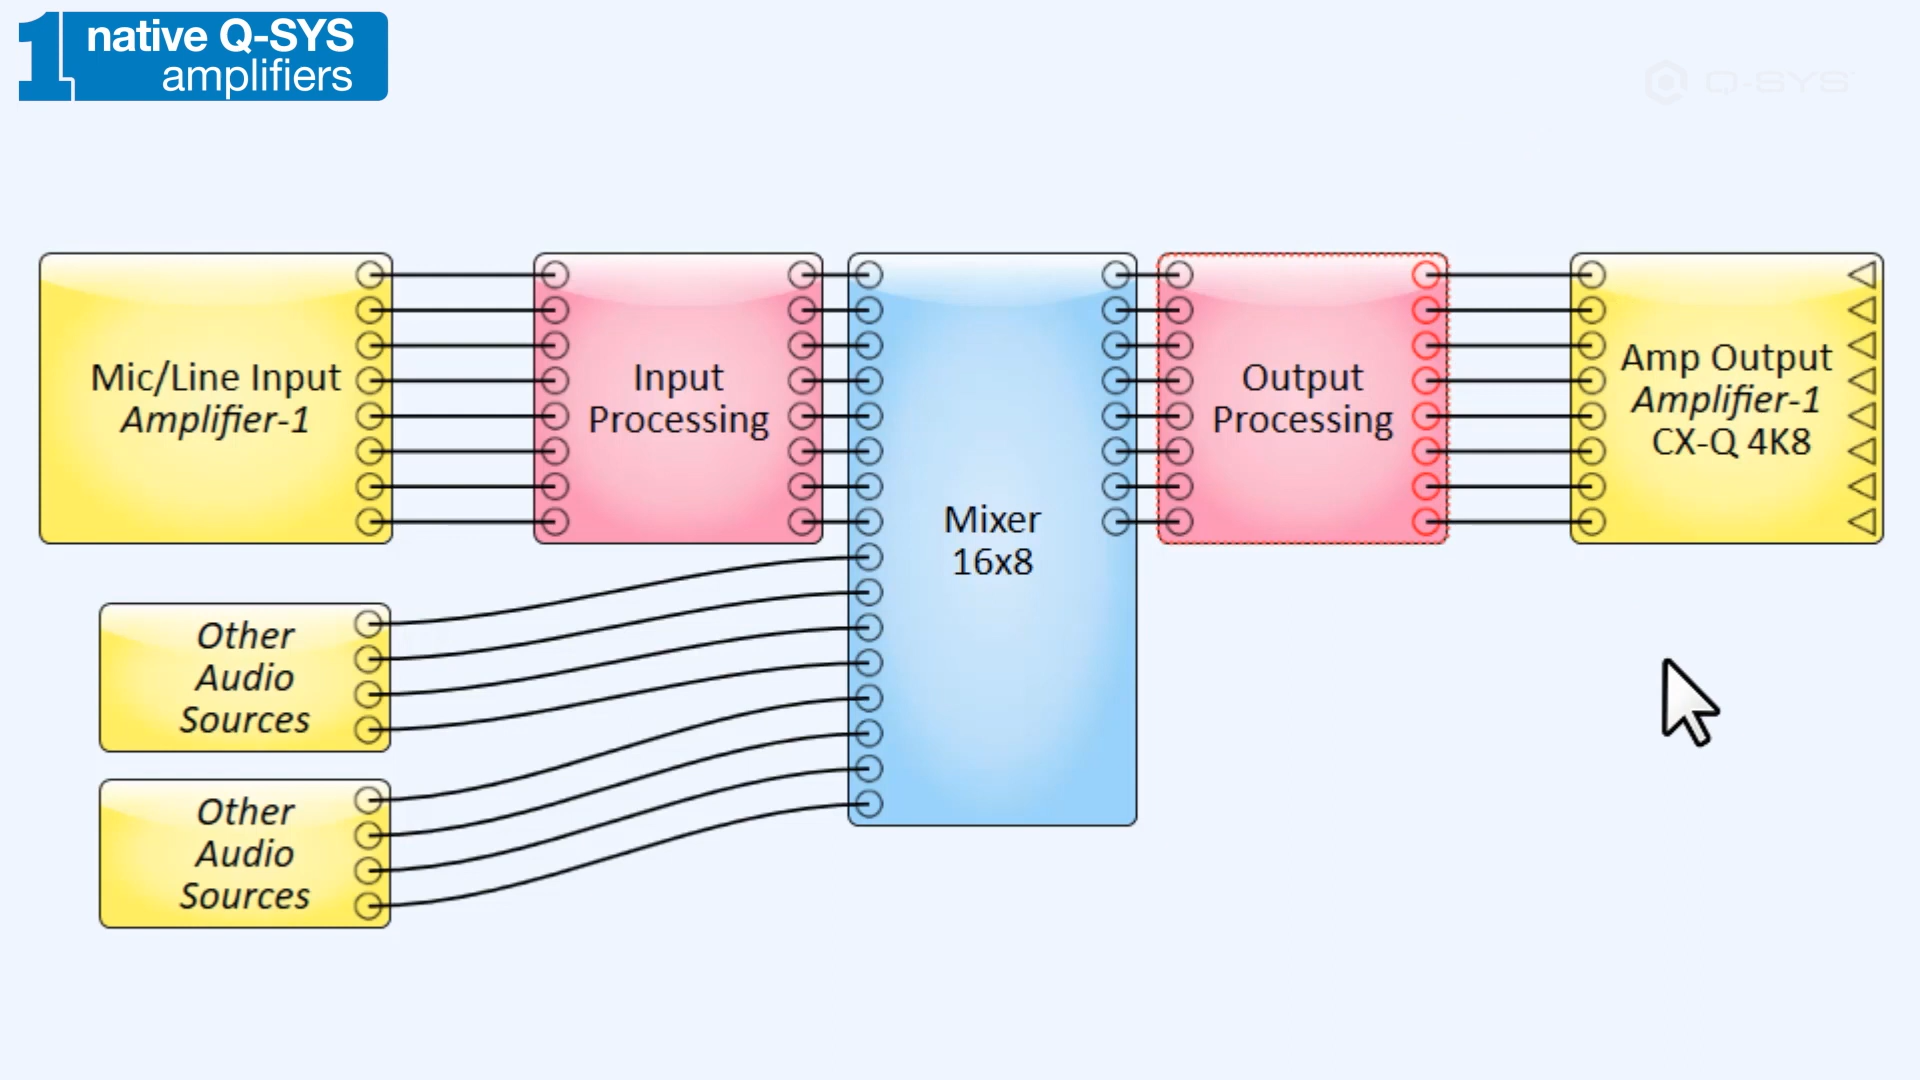 1 native Q-SYS
amplifiers
Q-SYS
Mic/Line Input
Amplifier-1
Input
Processing
Mixer
16x8
Output
Processing
Amp Output
Amplifier-1
CX-Q 4K8
Other
Audio
Sources
Other
Audio
Sources